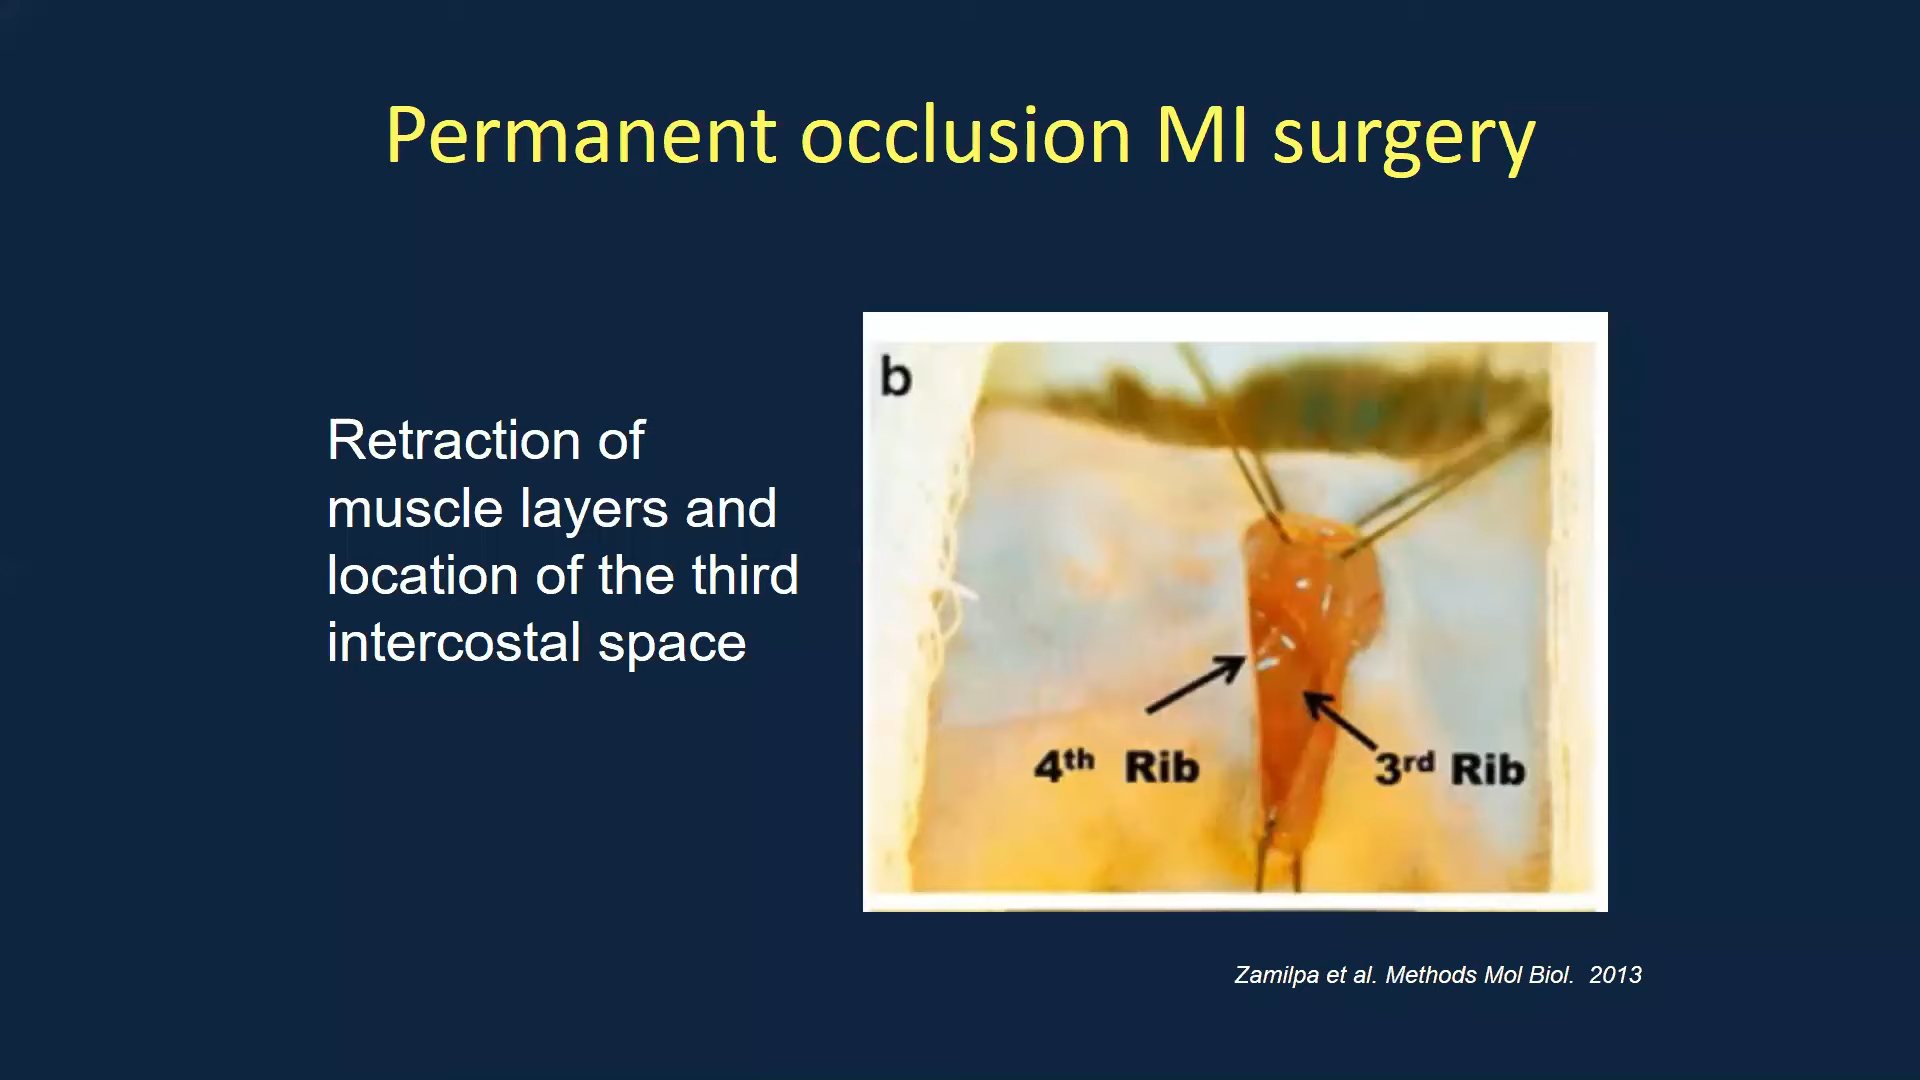 Permanent occlusion MI surgery
Retraction of
muscle layers and
location of the third
intercostal space
b
4th Rib
3rd Rib
Zamilpa et al. Methods Mol Biol. 2013